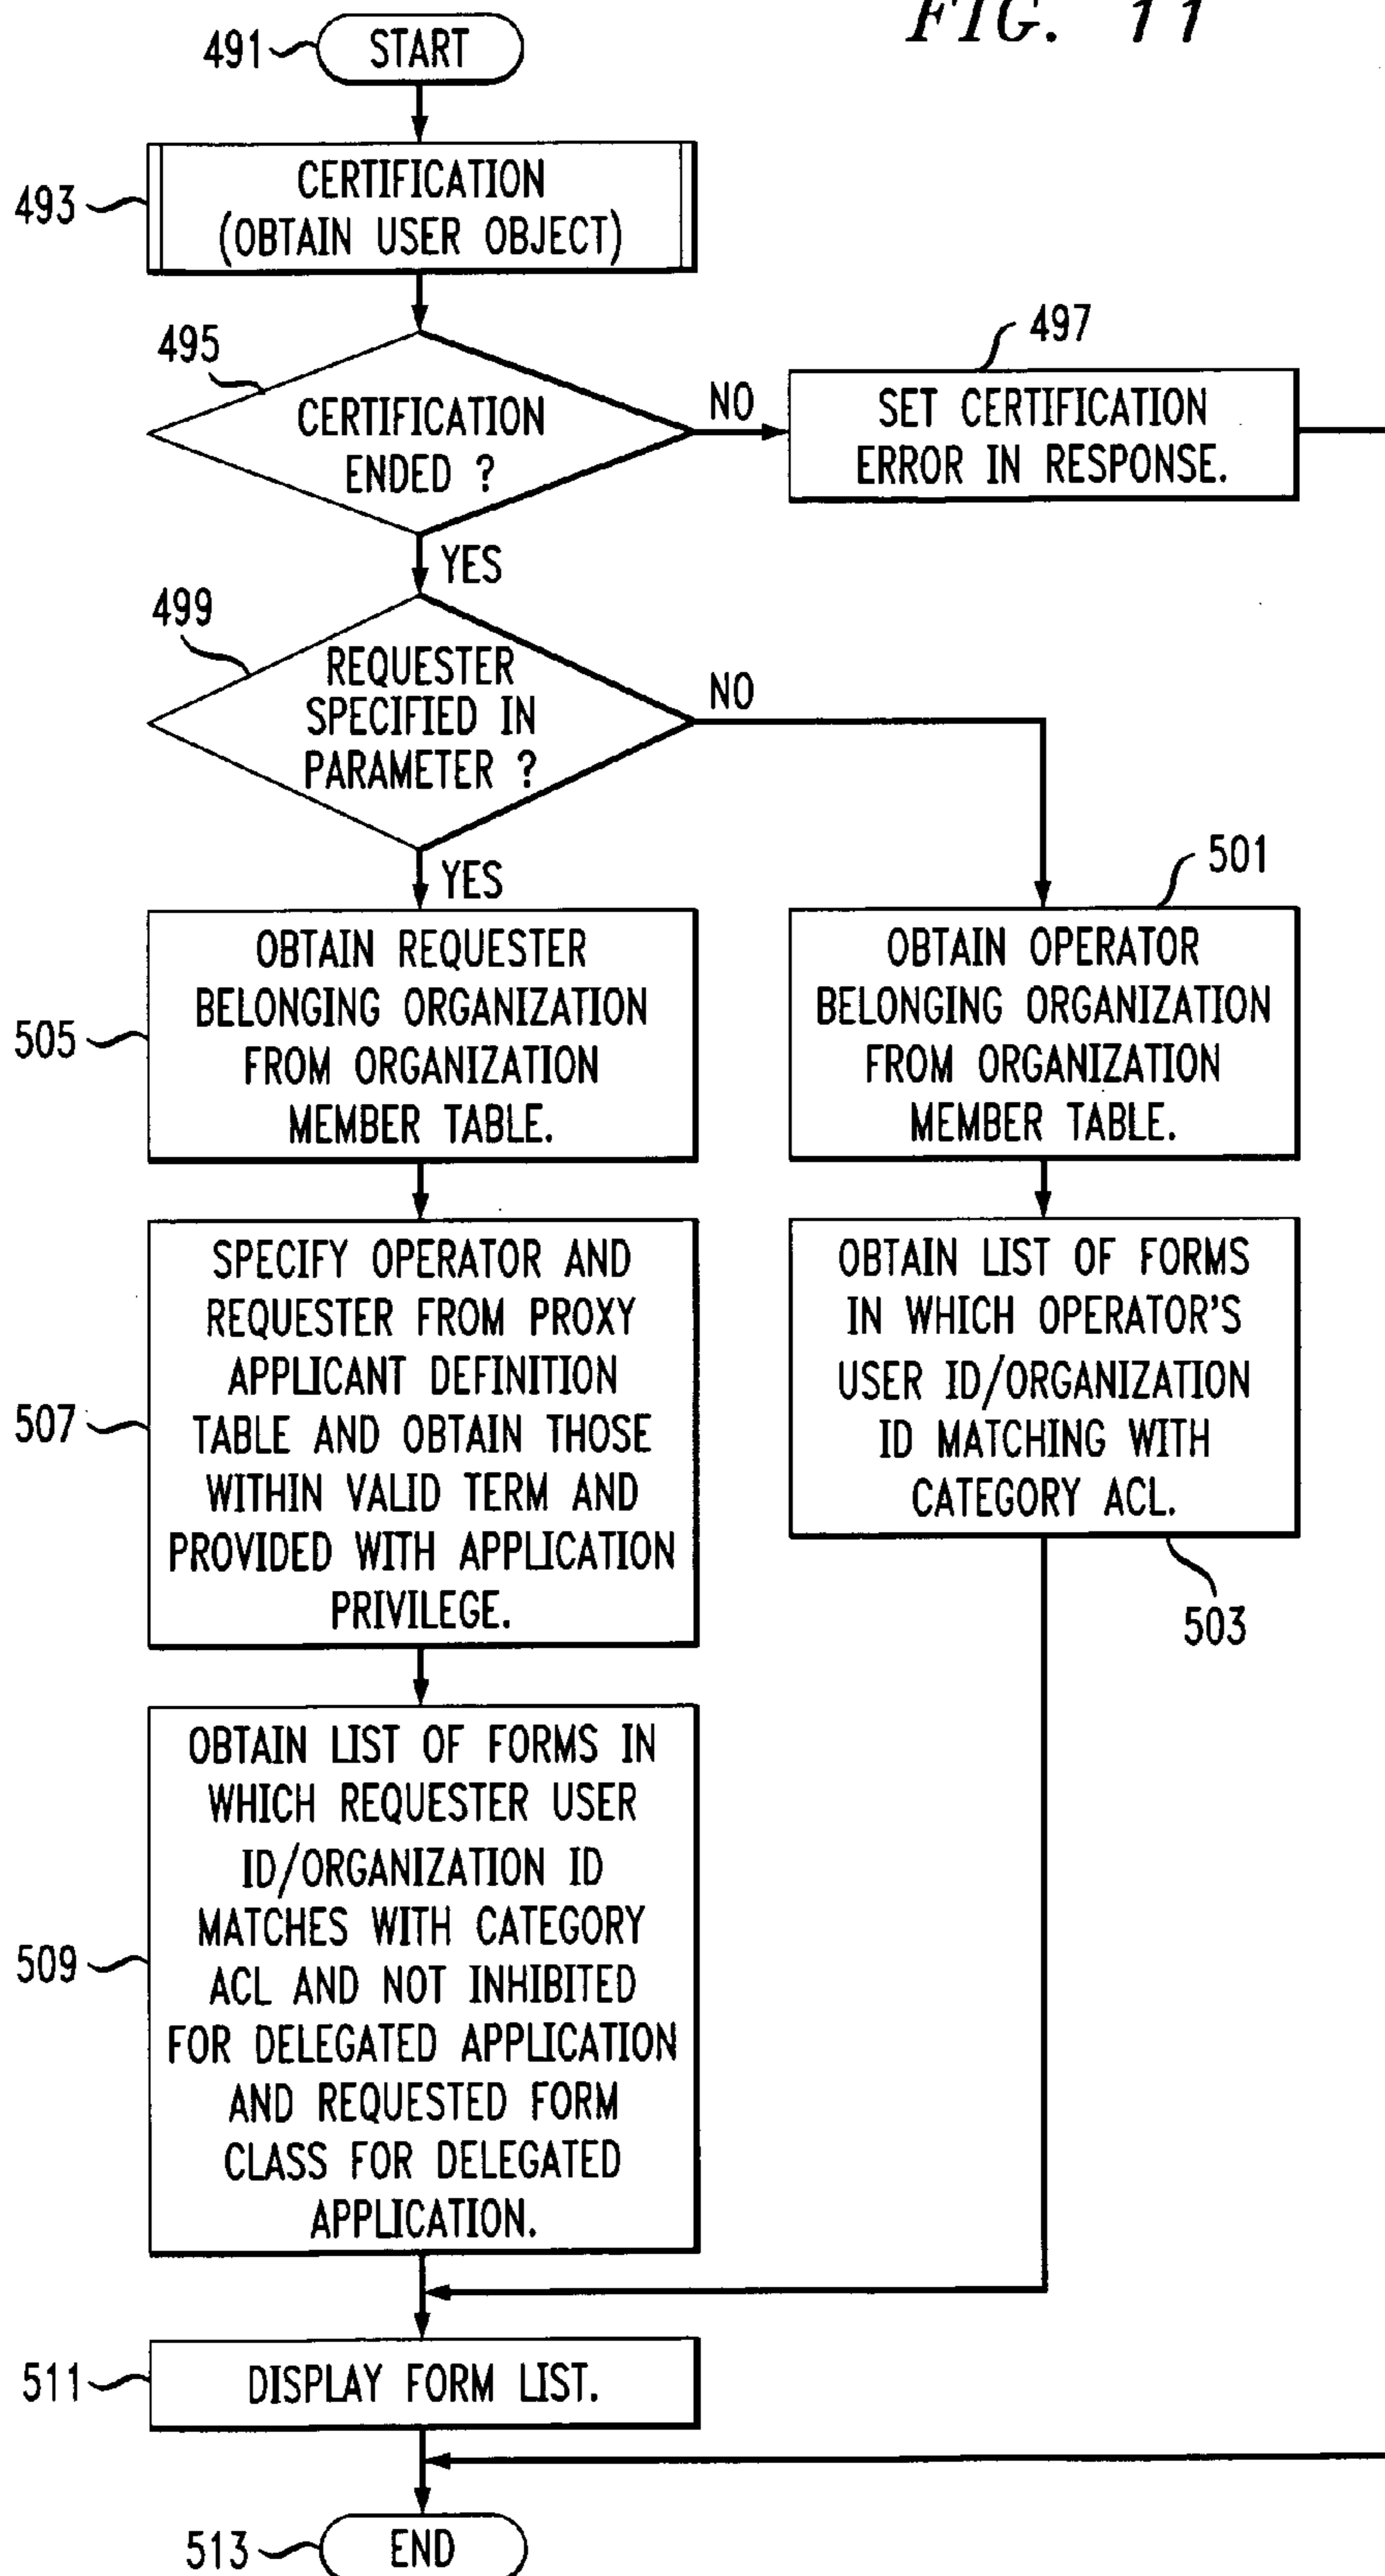 FIG. 11
491
START
493
CERTIFICATION
(OBTAIN USER OBJECT)
495
CERTIFICATION
ENDED ?
NO
497
SET CERTIFICATION
ERROR IN RESPONSE.
YES
499
REQUESTER
SPECIFIED IN
PARAMETER ?
NO
YES
501
505
OBTAIN REQUESTER
BELONGING ORGANIZATION
FROM ORGANIZATION
MEMBER TABLE.
OBTAIN OPERATOR
BELONGING ORGANIZATION
FROM ORGANIZATION
MEMBER TABLE.
507
SPECIFY OPERATOR AND
REQUESTER FROM PROXY
APPLICANT DEFINITION
TABLE AND OBTAIN THOSE
WITHIN VALID TERM AND
PROVIDED WITH APPLICATION
PRIVILEGE.
OBTAIN LIST OF FORMS
IN WHICH OPERATOR'S
USER ID/ORGANIZATION
ID MATCHING WITH
CATEGORY ACL.
503
509
OBTAIN LIST OF FORMS IN
WHICH REQUESTER USER
ID/ORGANIZATION ID
MATCHES WITH CATEGORY
ACL AND NOT INHIBITED
FOR DELEGATED APPLICATION
AND REQUESTED FORM
CLASS FOR DELEGATED
APPLICATION.
511
DISPLAY FORM LIST.
513
END